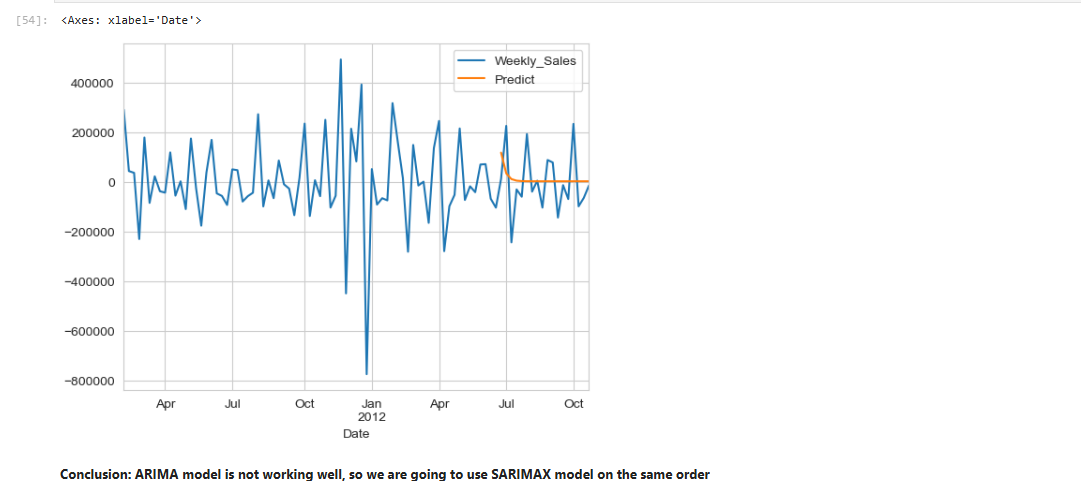 [54]: <Axes: xlabel='Date'>
Weekly_Sales
Predict
400000
200000
0
−200000
−400000
−600000
−800000
Apr Jul Oct Jan Apr Jul Oct
2012
Date
Conclusion: ARIMA model is not working well, so we are going to use SARIMAX model on the same order